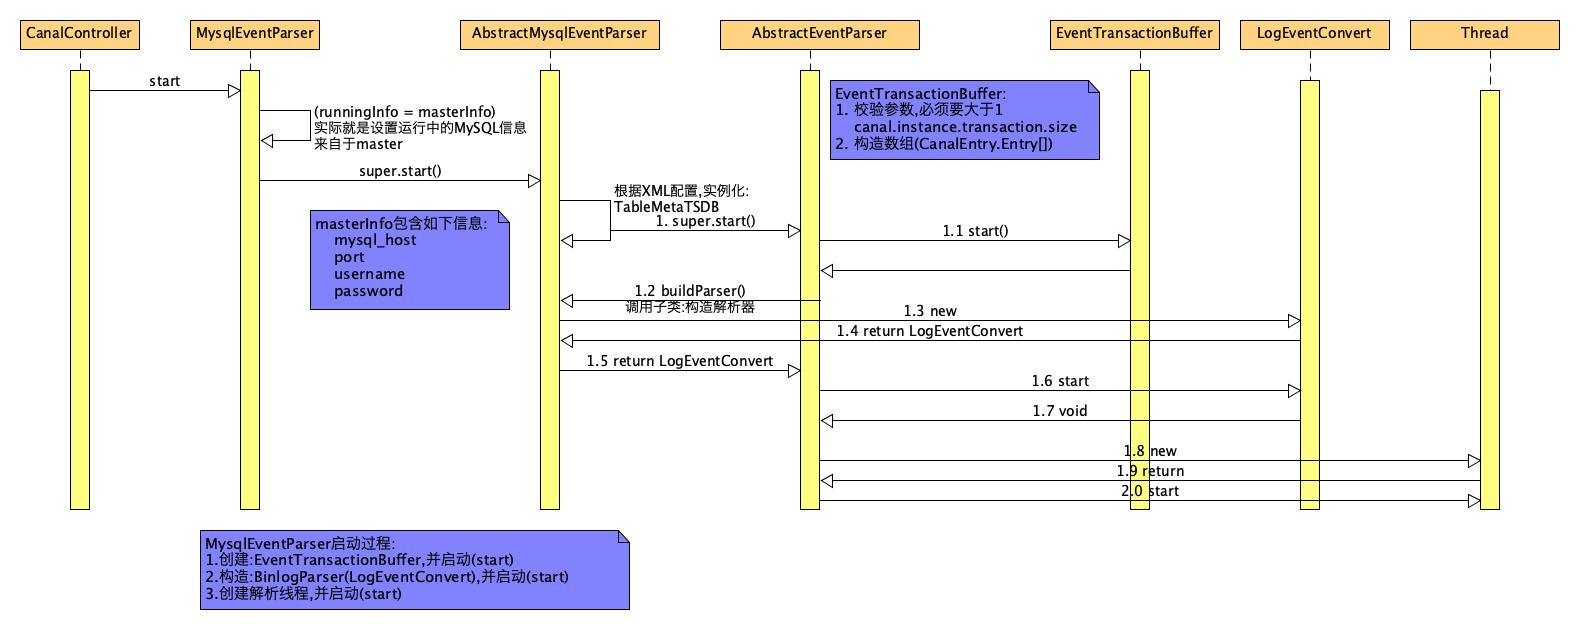 CanalController
MysqlEventParser
AbstractMysqlEventParser
AbstractEventParser
EventTransactionBuffer
LogEventConvert
Thread
start
(runningInfo = masterInfo)
实际就是设置运行中的MySQL信息
来自于master
EventTransactionBuffer:
1. 校验参数,必须要大于1
canal.instance.transaction.size
2. 构造数组(CanalEntry.Entry[])
super.start()
根据XML配置,实例化:
TableMetaTSDB
1. super.start()
masterInfo包含如下信息:
mysql_host
port
username
password
1.1 start()
1.2 buildParser()
调用子类:构造解析器
1.3 new
1.4 return LogEventConvert
1.5 return LogEventConvert
1.6 start
1.7 void
1.8 new
1.9 return
2.0 start
MysqlEventParser启动过程:
1.创建:EventTransactionBuffer,并启动(start)
2.构造:BinlogParser(LogEventConvert),并启动(start)
3.创建解析线程,并启动(start)